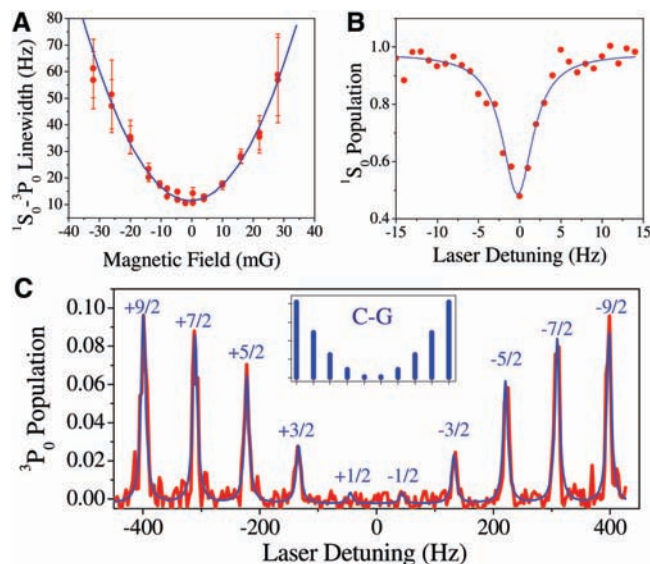 A
¹S₀-³P₀ Linewidth (Hz)
80
70
60
50
40
30
20
10
-40 -30 -20 -10 0 10 20 30 40
Magnetic Field (mG)
B
¹S₀ Population
1.0
0.8
0.6
0.4
-15 -10 -5 0 5 10 15
Laser Detuning (Hz)
C
³P₀ Population
0.10
0.08
0.06
0.04
0.02
0.00
+9/2
+7/2
+5/2
+3/2
+1/2
-1/2
-3/2
-5/2
-7/2
-9/2
C-G
-400 -200 0 200 400
Laser Detuning (Hz)